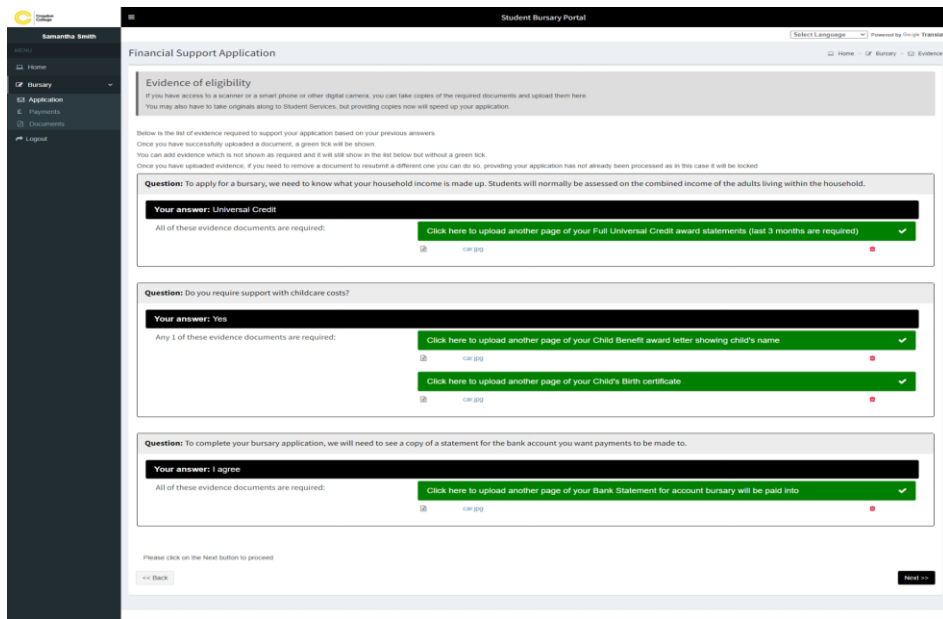 Croydon
College
Student Bursary Portal
Samantha Smith
Select Language
Powered by Google Translat
MENU
Financial Support Application
Home - Bursary - Evidence
Home
Bursary
Application
£ Payments
Documents
Logout
Evidence of eligibility
If you have access to a scanner or a smart phone or other digital camera, you can take copies of the required documents and upload them here.
You may also have to take originals along to Student Services, but providing copies now will speed up your application.
Below is the list of evidence required to support your application based on your previous answers.
Once you have successfully uploaded a document, a green tick will be shown.
You can add evidence which is not shown as required and it will still show in the list below but without a green tick.
Once you have uploaded evidence, if you need to remove a document to resubmit a different one you can do so, providing your application has not already been processed as in this case it will be locked
Question: To apply for a bursary, we need to know what your household income is made up. Students will normally be assessed on the combined income of the adults living within the household.
Your answer: Universal Credit
All of these evidence documents are required:
Click here to upload another page of your Full Universal Credit award statements (last 3 months are required)
car.jpg
Question: Do you require support with childcare costs?
Your answer: Yes
Any 1 of these evidence documents are required:
Click here to upload another page of your Child Benefit award letter showing child's name
car.jpg
Click here to upload another page of your Child's Birth certificate
car.jpg
Question: To complete your bursary application, we will need to see a copy of a statement for the bank account you want payments to be made to.
Your answer: I agree
All of these evidence documents are required:
Click here to upload another page of your Bank Statement for account bursary will be paid into
car.jpg
Please click on the Next button to proceed
<< Back
Next >>